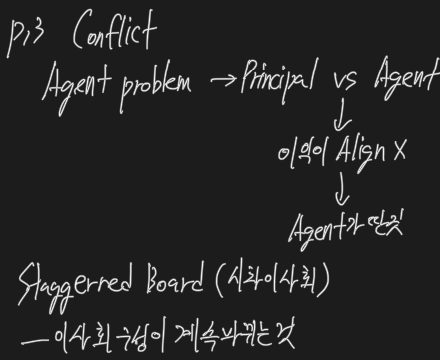 p.13 Conflict
Agent problem → Principal vs Agent
↓
이익이 Align X
↓
Agent가 딴짓
Staggerred Board (시차이사회)
— 이사회 구성이 계속 바뀌는 것